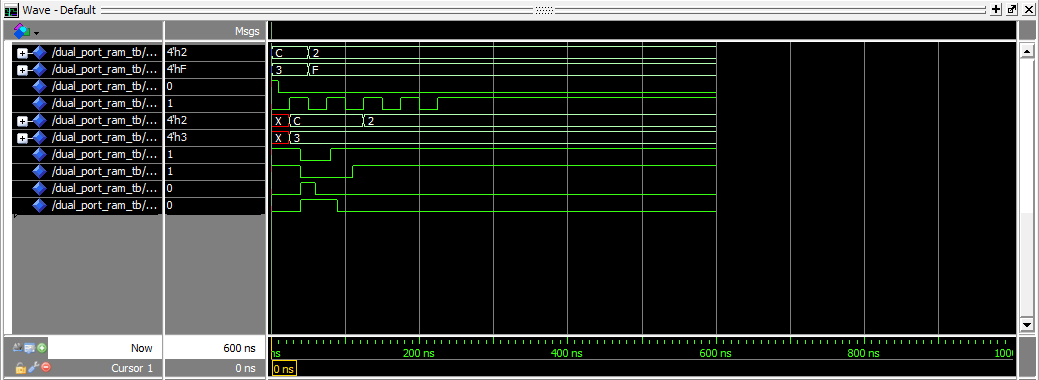 Wave - Default
Msgs
/dual_port_ram_tb/... 4'h2 C 2
/dual_port_ram_tb/... 4'hF 3 F
/dual_port_ram_tb/... 0
/dual_port_ram_tb/... 1
/dual_port_ram_tb/... 4'h2 X C 2
/dual_port_ram_tb/... 4'h3 X 3
/dual_port_ram_tb/... 1
/dual_port_ram_tb/... 1
/dual_port_ram_tb/... 0
/dual_port_ram_tb/... 0
Now 600 ns ns 200 ns 400 ns 600 ns 800 ns 1000
Cursor 1 0 ns 0 ns